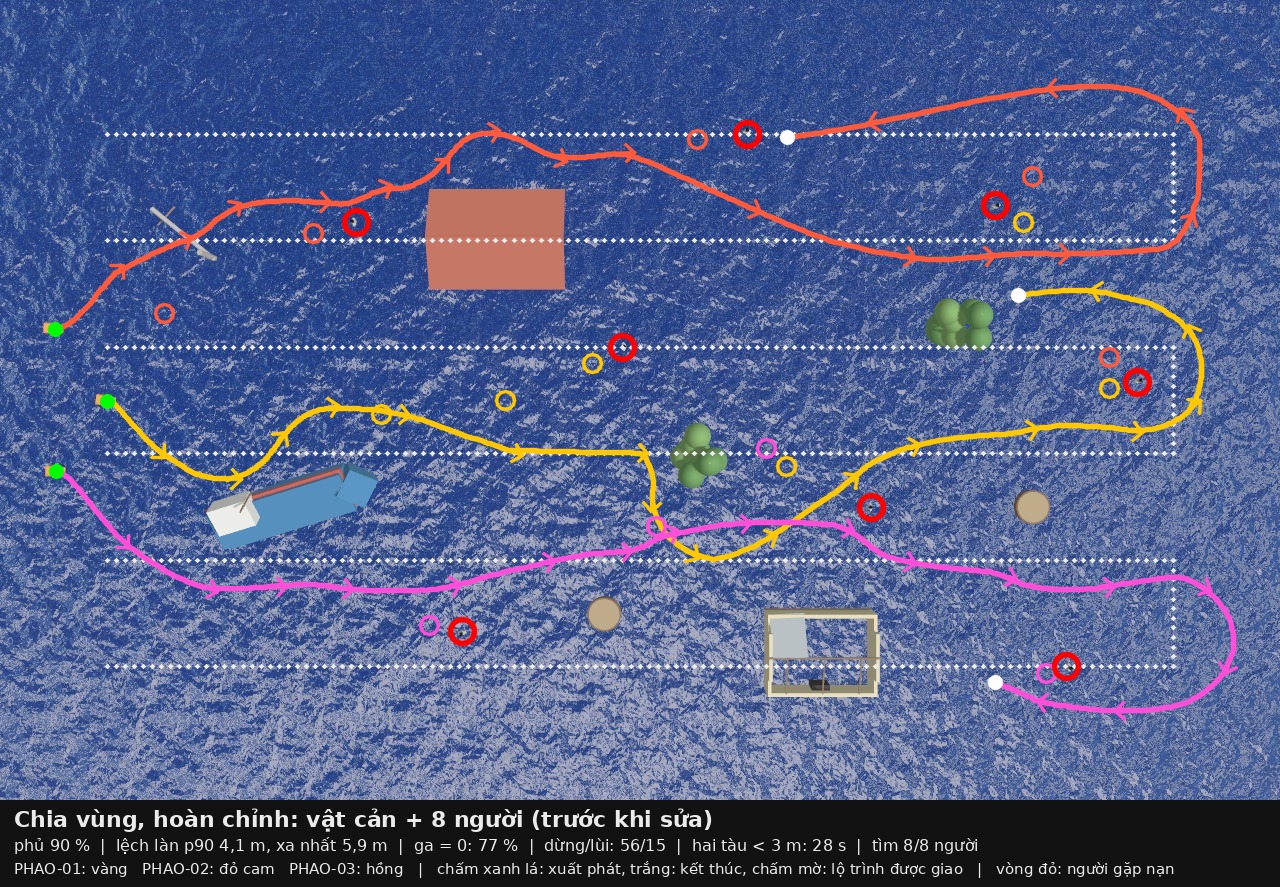 Chia vùng, hoàn chỉnh: vật cản + 8 người (trước khi sửa)
phủ 90 % | lệch làn p90 4,1 m, xa nhất 5,9 m | ga = 0: 77 % | dừng/lùi: 56/15 | hai tàu < 3 m: 28 s | tìm 8/8 người
PHAO-01: vàng PHAO-02: đỏ cam PHAO-03: hồng | chấm xanh lá: xuất phát, trắng: kết thúc, chấm mờ: lộ trình được giao | vòng đỏ: người gặp nạn